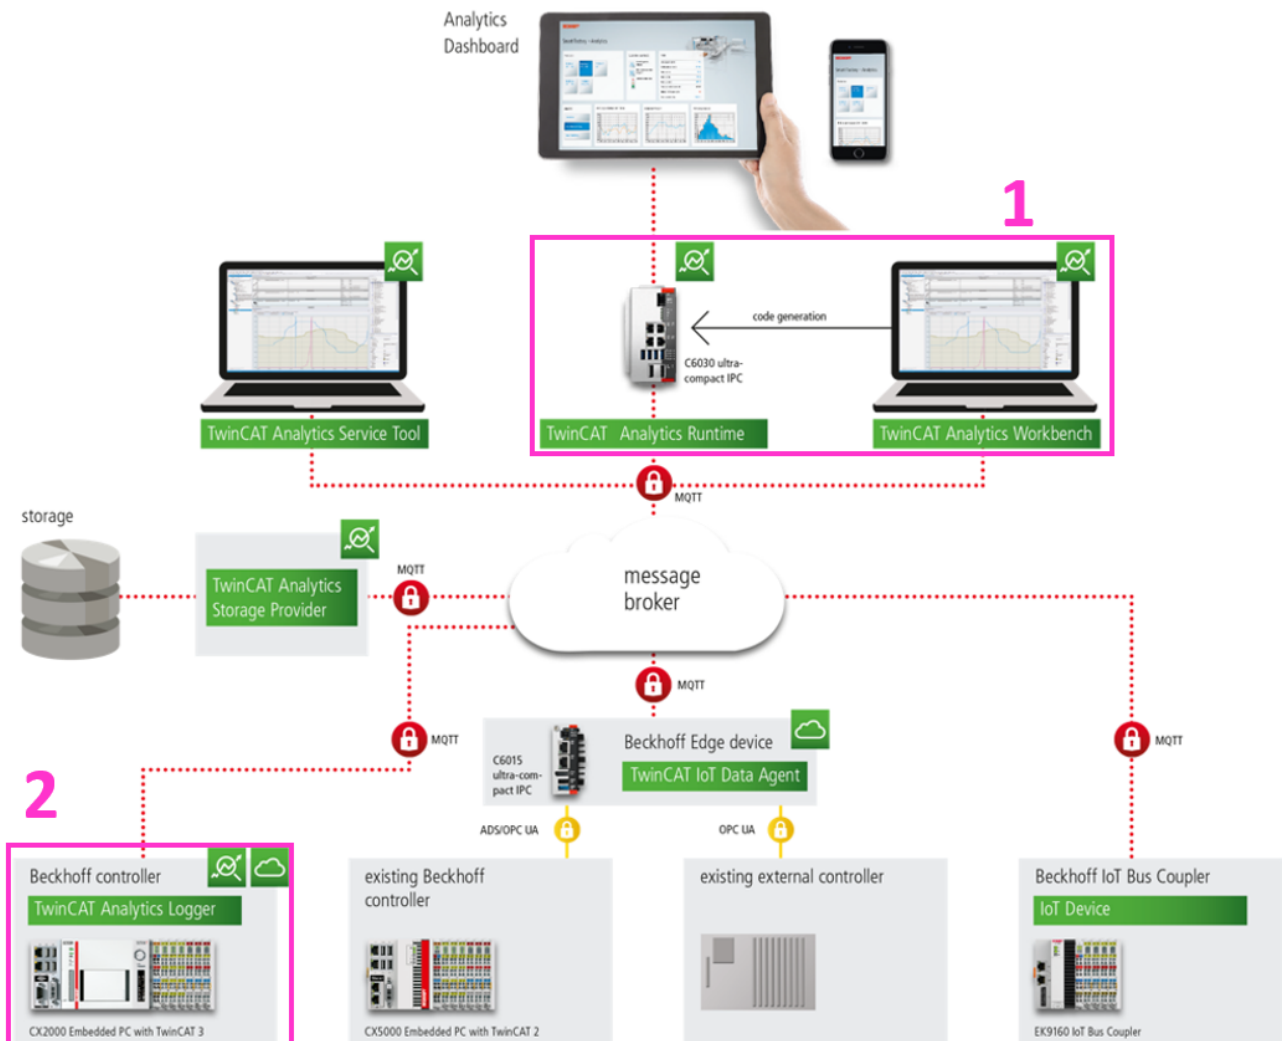 Analytics
Dashboard
1
code generation
C6030 ultra-
compact IPC
TwinCAT Analytics Service Tool
TwinCAT Analytics Runtime
TwinCAT Analytics Workbench
MQTT
storage
TwinCAT Analytics
Storage Provider
MQTT
message
broker
MQTT
MQTT
MQTT
C6015
ultra-com-
pact IPC
Beckhoff Edge device
TwinCAT IoT Data Agent
2
ADS/OPC UA
OPC UA
Beckhoff controller
TwinCAT Analytics Logger
CX2000 Embedded PC with TwinCAT 3
existing Beckhoff
controller
CX5000 Embedded PC with TwinCAT 2
existing external controller
Beckhoff IoT Bus Coupler
IoT Device
EK9160 IoT Bus Coupler